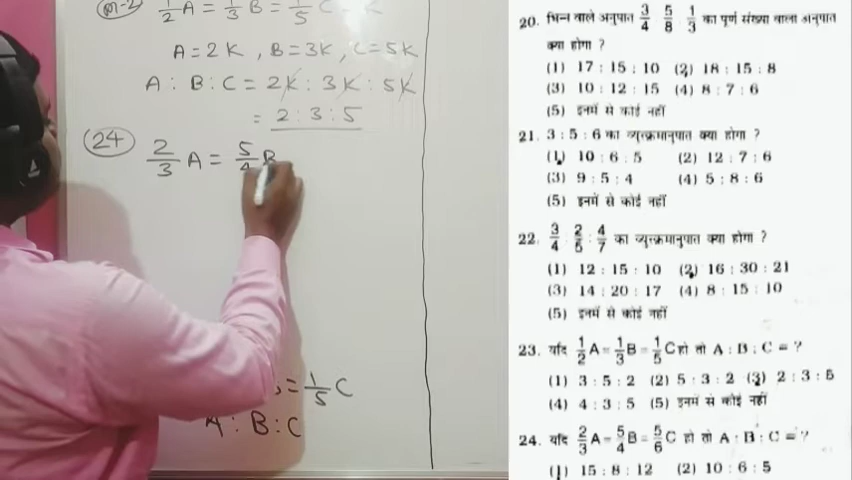 प्र-2 1/2 A = 1/3 B = 1/5 C = K
A = 2K , B = 3K , C = 5K
A : B : C = 2K : 3K : 5K
= 2 : 3 : 5
24 2/3 A = 5/4 B
B = 1/5 C
A : B : C
20. भिन्न वाले अनुपात 3/4 : 5/8 : 1/3 का पूर्ण संख्या वाला अनुपात
क्या होगा ?
(1) 17 : 15 : 10 (2) 18 : 15 : 8
(3) 10 : 12 : 15 (4) 8 : 7 : 6
(5) इनमें से कोई नहीं
21. 3 : 5 : 6 का व्युत्क्रमानुपात क्या होगा ?
(1) 10 : 6 : 5 (2) 12 : 7 : 6
(3) 9 : 5 : 4 (4) 5 : 8 : 6
(5) इनमें से कोई नहीं
22. 3/4 : 2/5 : 4/7 का व्युत्क्रमानुपात क्या होगा ?
(1) 12 : 15 : 10 (2) 16 : 30 : 21
(3) 14 : 20 : 17 (4) 8 : 15 : 10
(5) इनमें से कोई नहीं
23. यदि 1/2 A = 1/3 B = 1/5 C हो तो A : B : C = ?
(1) 3 : 5 : 2 (2) 5 : 3 : 2 (3) 2 : 3 : 5
(4) 4 : 3 : 5 (5) इनमें से कोई नहीं
24. यदि 2/3 A = 5/4 B = 5/6 C हो तो A : B : C = ?
(1) 15 : 8 : 12 (2) 10 : 6 : 5